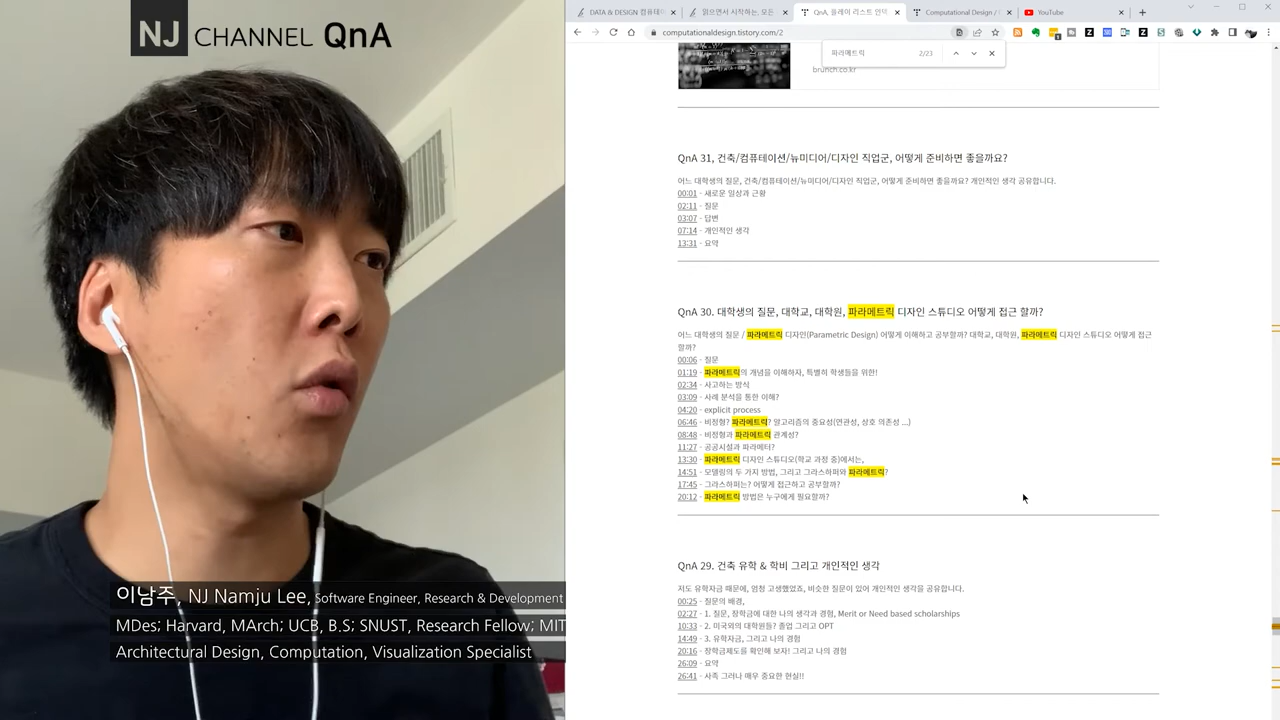 NJ CHANNEL QnA
이남주, NJ Namju Lee, Software Engineer, Research & Development
MDes; Harvard, MArch; UCB, B.S; SNUST, Research Fellow; MIT
Architectural Design, Computation, Visualization Specialist
DATA & DESIGN 컴퓨테이
읽으면서 시작하는, 모든
QnA, 플레이 리스트 인덱
Computational Design /
YouTube
computationaldesign.tistory.com/2
파라메트릭 2/23
brunch.co.kr
QnA 31, 건축/컴퓨테이션/뉴미디어/디자인 직업군, 어떻게 준비하면 좋을까요?
어느 대학생의 질문, 건축/컴퓨테이션/뉴미디어/디자인 직업군, 어떻게 준비하면 좋을까요? 개인적인 생각 공유합니다.
00:01 - 새로운 일상과 근황
02:11 - 질문
03:07 - 답변
07:14 - 개인적인 생각
13:31 - 요약
QnA 30. 대학생의 질문, 대학교, 대학원, 파라메트릭 디자인 스튜디오 어떻게 접근 할까?
어느 대학생의 질문 / 파라메트릭 디자인(Parametric Design) 어떻게 이해하고 공부할까? 대학교, 대학원, 파라메트릭 디자인 스튜디오 어떻게 접근
할까?
00:06 - 질문
01:19 - 파라메트릭의 개념을 이해하자, 특별히 학생들을 위한!
02:34 - 사고하는 방식
03:09 - 사례 분석을 통한 이해?
04:20 - explicit process
06:46 - 비정형? 파라메트릭? 알고리즘의 중요성(연관성, 상호 의존성 ...)
08:48 - 비정형과 파라메트릭 관계성?
11:27 - 공공시설과 파라메터?
13:30 - 파라메트릭 디자인 스튜디오(학교 과정 중)에서는,
14:51 - 모델링의 두 가지 방법, 그리고 그라스하퍼와 파라메트릭?
17:45 - 그라스하퍼는? 어떻게 접근하고 공부할까?
20:12 - 파라메트릭 방법은 누구에게 필요할까?
QnA 29. 건축 유학 & 학비 그리고 개인적인 생각
저도 유학자금 때문에, 엄청 고생했었죠, 비슷한 질문이 있어 개인적인 생각을 공유합니다.
00:25 - 질문의 배경,
02:27 - 1. 질문, 장학금에 대한 나의 생각과 경험, Merit or Need based scholarships
10:33 - 2. 미국외의 대학원들? 졸업 그리고 OPT
14:49 - 3. 유학자금, 그리고 나의 경험
20:16 - 장학금제도를 확인해 보자! 그리고 나의 경험
26:09 - 요약
26:41 - 사족 그러나 매우 중요한 현실!!